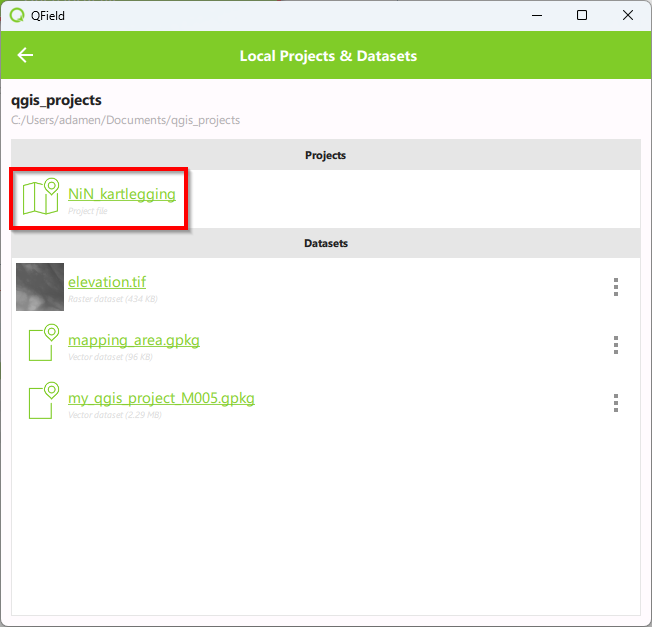 QField
Local Projects & Datasets
qgis_projects
C:/Users/adamen/Documents/qgis_projects
Projects
NiN_kartlegging
Project file
Datasets
elevation.tif
Raster dataset (434 KB)
mapping_area.gpkg
Vector dataset (96 KB)
my_qgis_project_M005.gpkg
Vector dataset (2.29 MB)